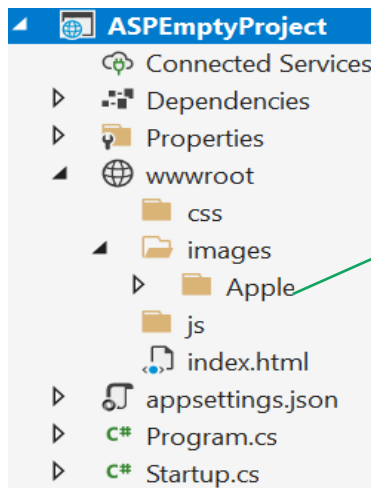 ASPEmptyProject
Connected Services
Dependencies
Properties
wwwroot
css
images
Apple
js
index.html
appsettings.json
C# Program.cs
C# Startup.cs